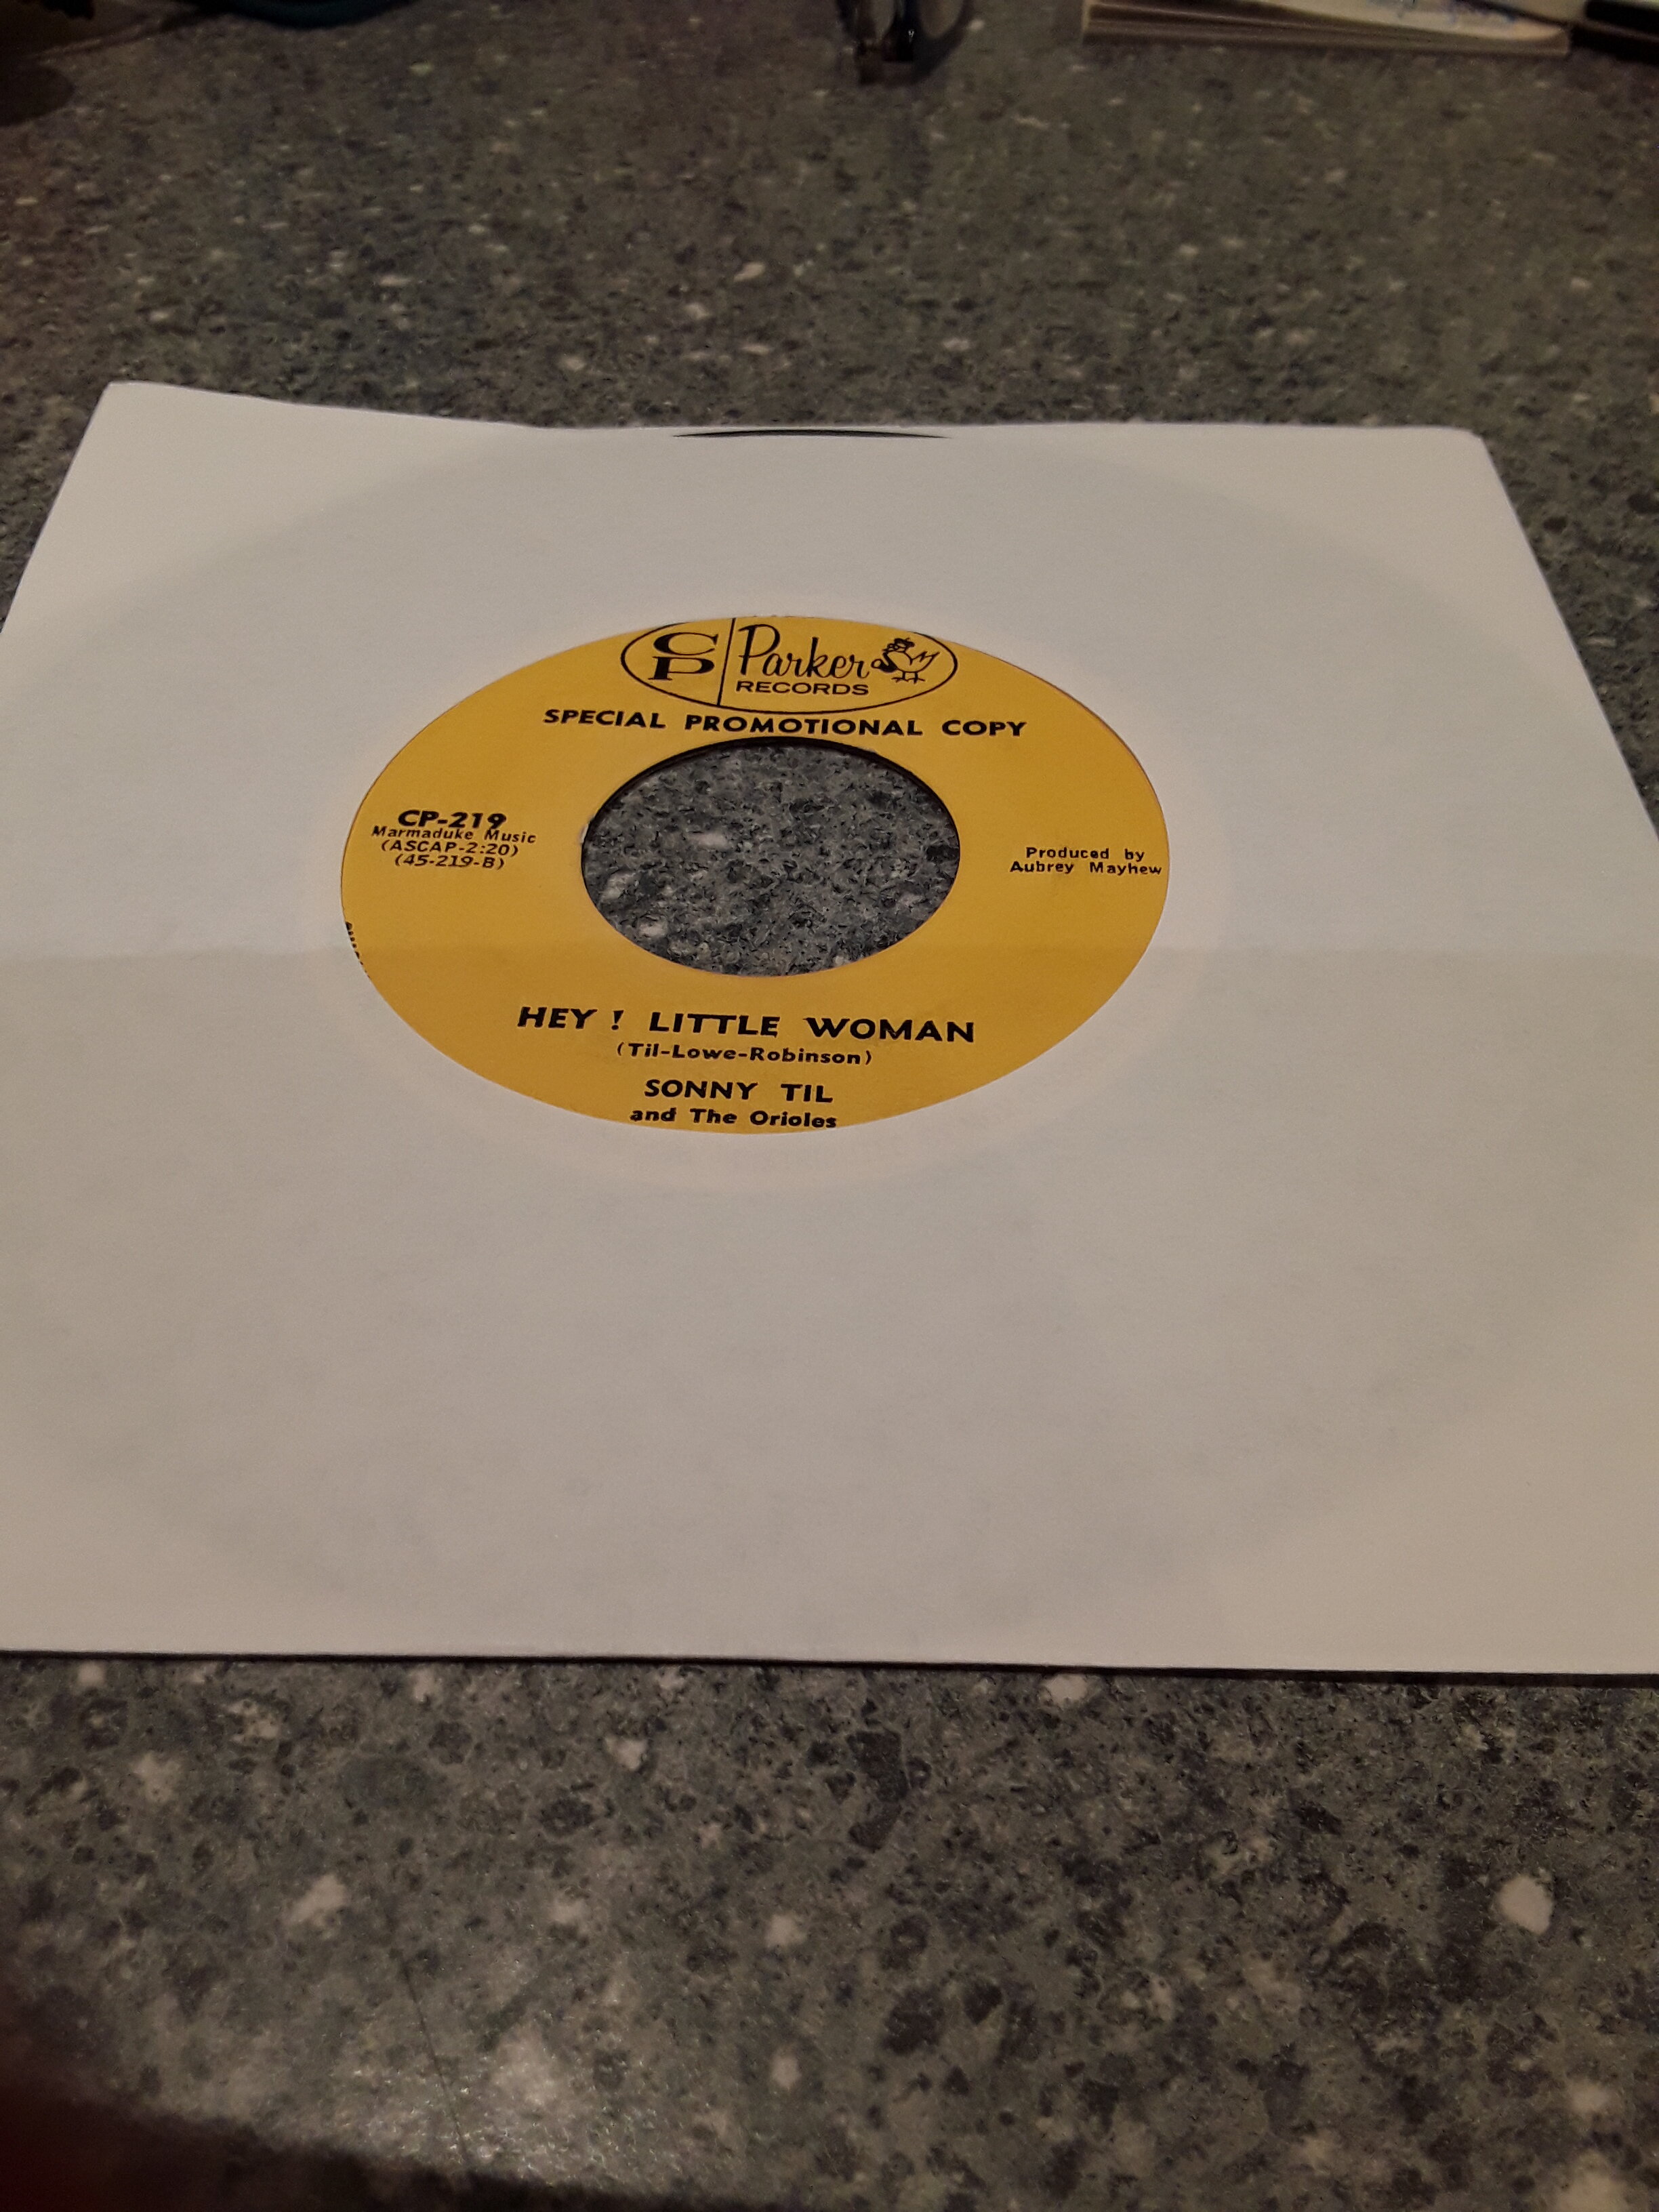 CP Parker
RECORDS
SPECIAL PROMOTIONAL COPY
CP-219
Marmaduke Music
(ASCAP-2:20)
(45-219-B)
Produced by
Aubrey Mayhew
HEY ! LITTLE WOMAN
(Til-Lowe-Robinson)
SONNY TIL
and The Orioles